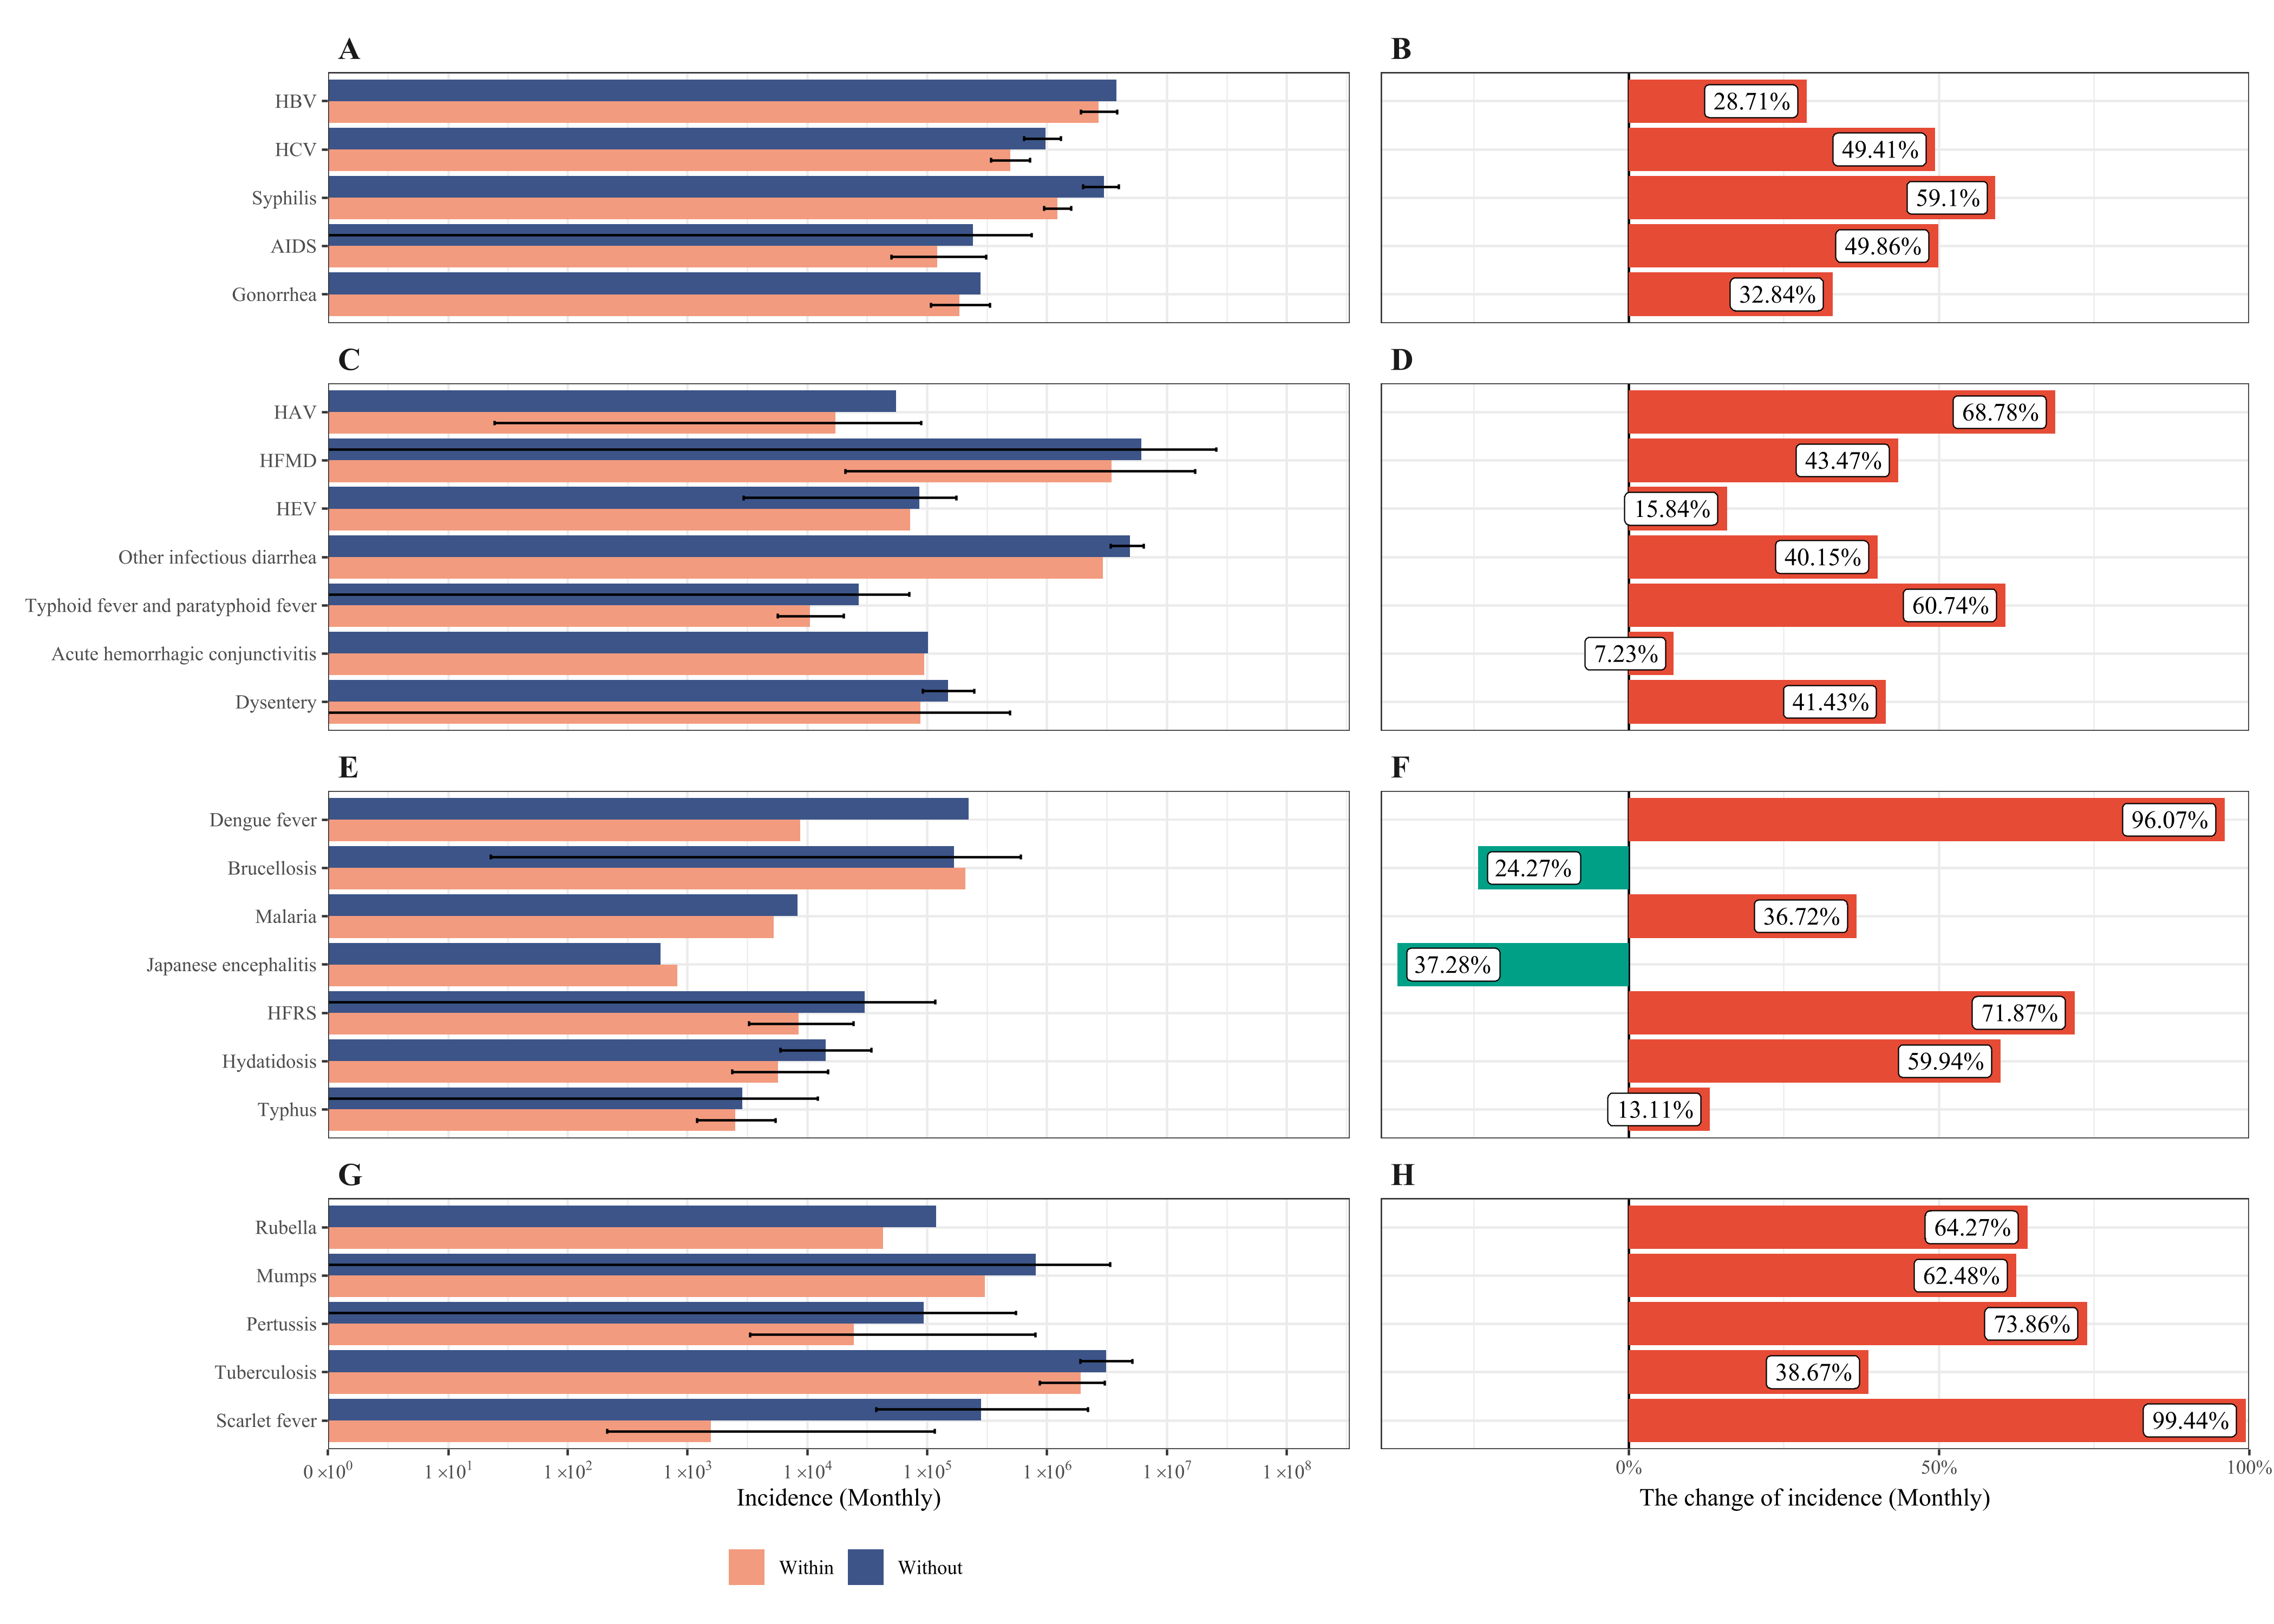 A
B
HBV
28.71%
HCV
49.41%
Syphilis
59.1%
AIDS
49.86%
Gonorrhea
32.84%
C
D
HAV
68.78%
HFMD
43.47%
HEV
15.84%
Other infectious diarrhea
40.15%
Typhoid fever and paratyphoid fever
60.74%
Acute hemorrhagic conjunctivitis
7.23%
Dysentery
41.43%
E
F
Dengue fever
96.07%
Brucellosis
24.27%
Malaria
36.72%
Japanese encephalitis
37.28%
HFRS
71.87%
Hydatidosis
59.94%
Typhus
13.11%
G
H
Rubella
64.27%
Mumps
62.48%
Pertussis
73.86%
Tuberculosis
38.67%
Scarlet fever
99.44%
0 ×10⁰ 1 ×10¹ 1 ×10² 1 ×10³ 1 ×10⁴ 1 ×10⁵ 1 ×10⁶ 1 ×10⁷ 1 ×10⁸
0% 50% 100%
Incidence (Monthly)
The change of incidence (Monthly)
Within Without